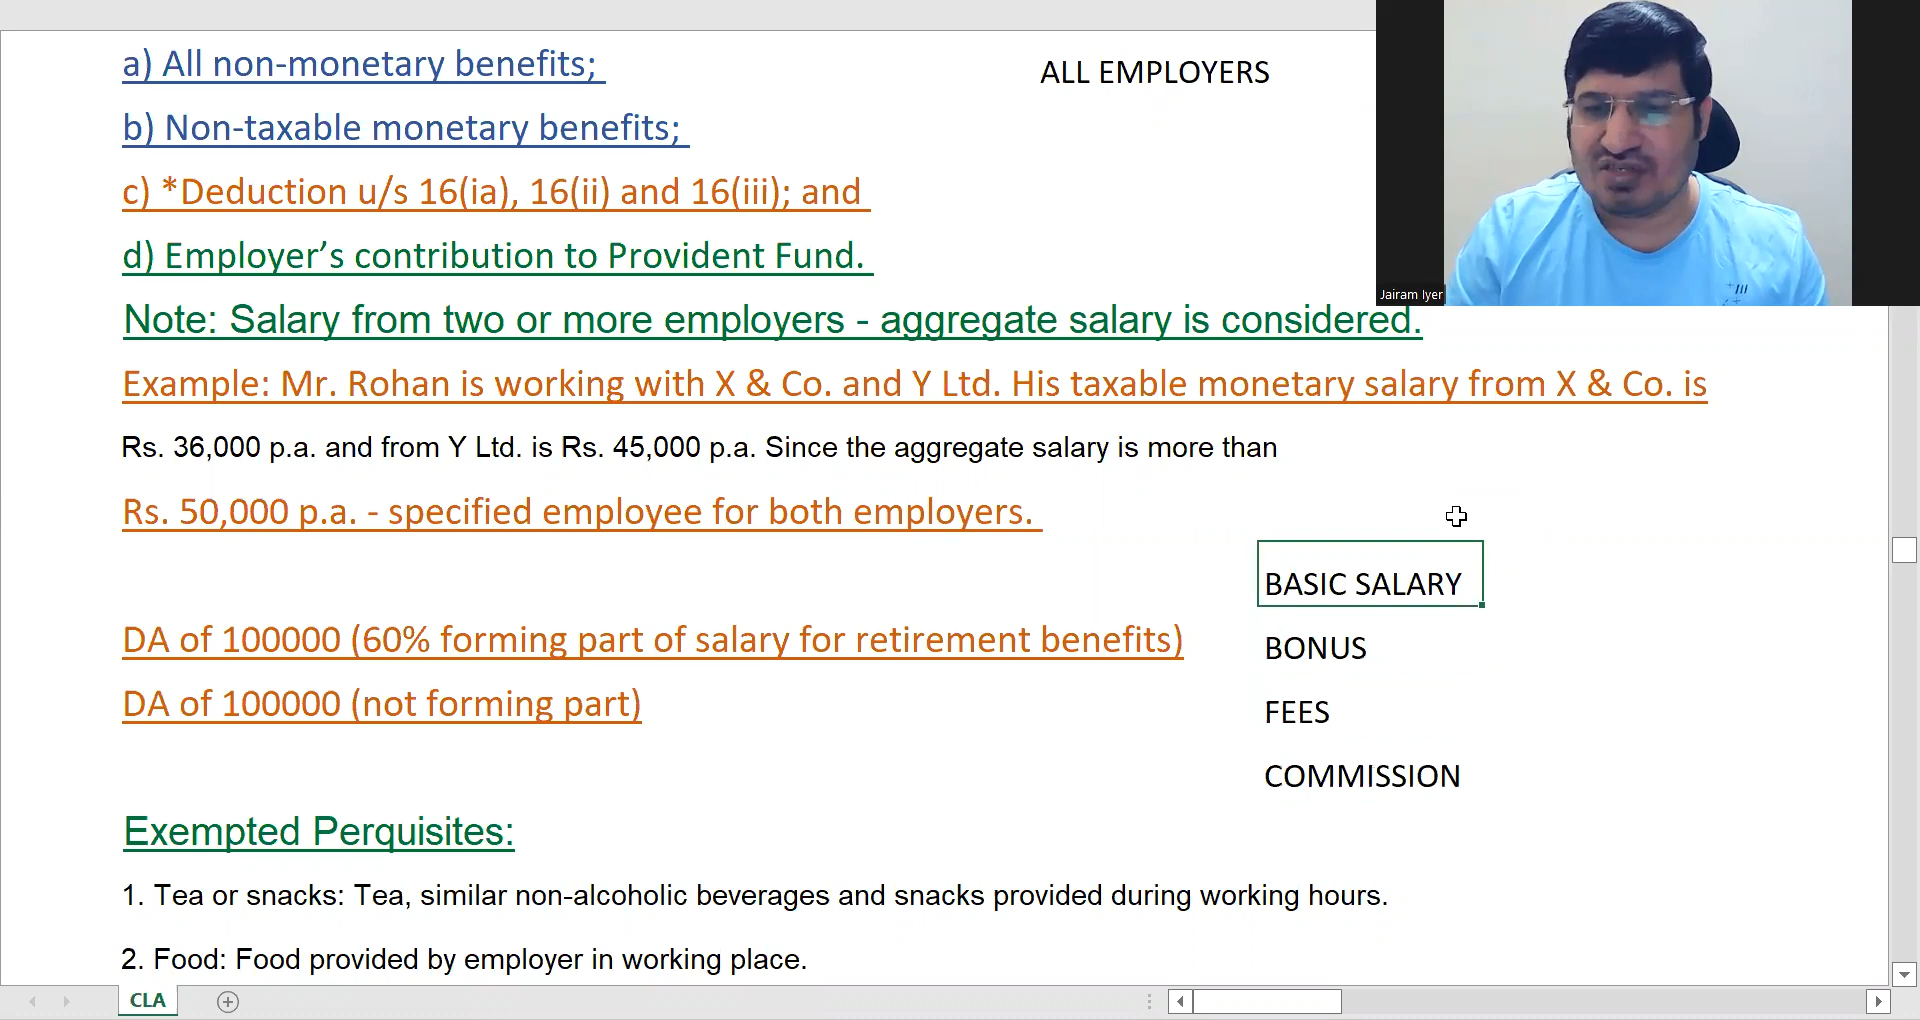 a) All non-monetary benefits;
ALL EMPLOYERS
b) Non-taxable monetary benefits;
c) *Deduction u/s 16(ia), 16(ii) and 16(iii); and
d) Employer’s contribution to Provident Fund.
Jairam Iyer
Note: Salary from two or more employers - aggregate salary is considered.
Example: Mr. Rohan is working with X & Co. and Y Ltd. His taxable monetary salary from X & Co. is
Rs. 36,000 p.a. and from Y Ltd. is Rs. 45,000 p.a. Since the aggregate salary is more than
Rs. 50,000 p.a. - specified employee for both employers.
BASIC SALARY
DA of 100000 (60% forming part of salary for retirement benefits)
BONUS
DA of 100000 (not forming part)
FEES
COMMISSION
Exempted Perquisites:
1. Tea or snacks: Tea, similar non-alcoholic beverages and snacks provided during working hours.
2. Food: Food provided by employer in working place.
CLA